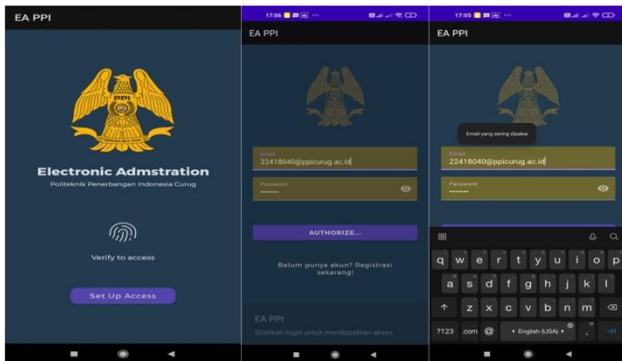 EA PPI
PPI
Electronic Admstration
Politeknik Penerbangan Indonesia Curug
Verify to access
Set Up Access
17:06
EA PPI
Email
22418040@ppicurug.ac.id
Password
AUTHORIZE...
Belum punya akun? Registrasi
sekarang!
EA PPI
Silahkan login untuk mendapatkan akses
17:05
EA PPI
Email yang sering dipakai
Email
22418040@ppicurug.ac.id
Password
q w e r t y u i o p
a s d f g h j k l
z x c v b n m
?123 .com @ English (USA) .